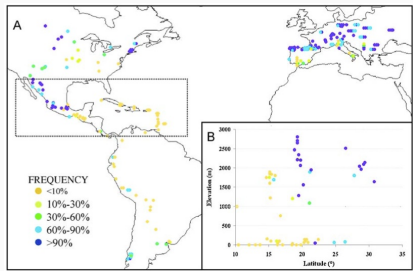 A
FREQUENCY
<10%
10%-30%
30%-60%
60%-90%
>90%
B
Elevation (m)
3000
2500
2000
1500
1000
500
0
10 15 20 25 30 35
Latitude (°)